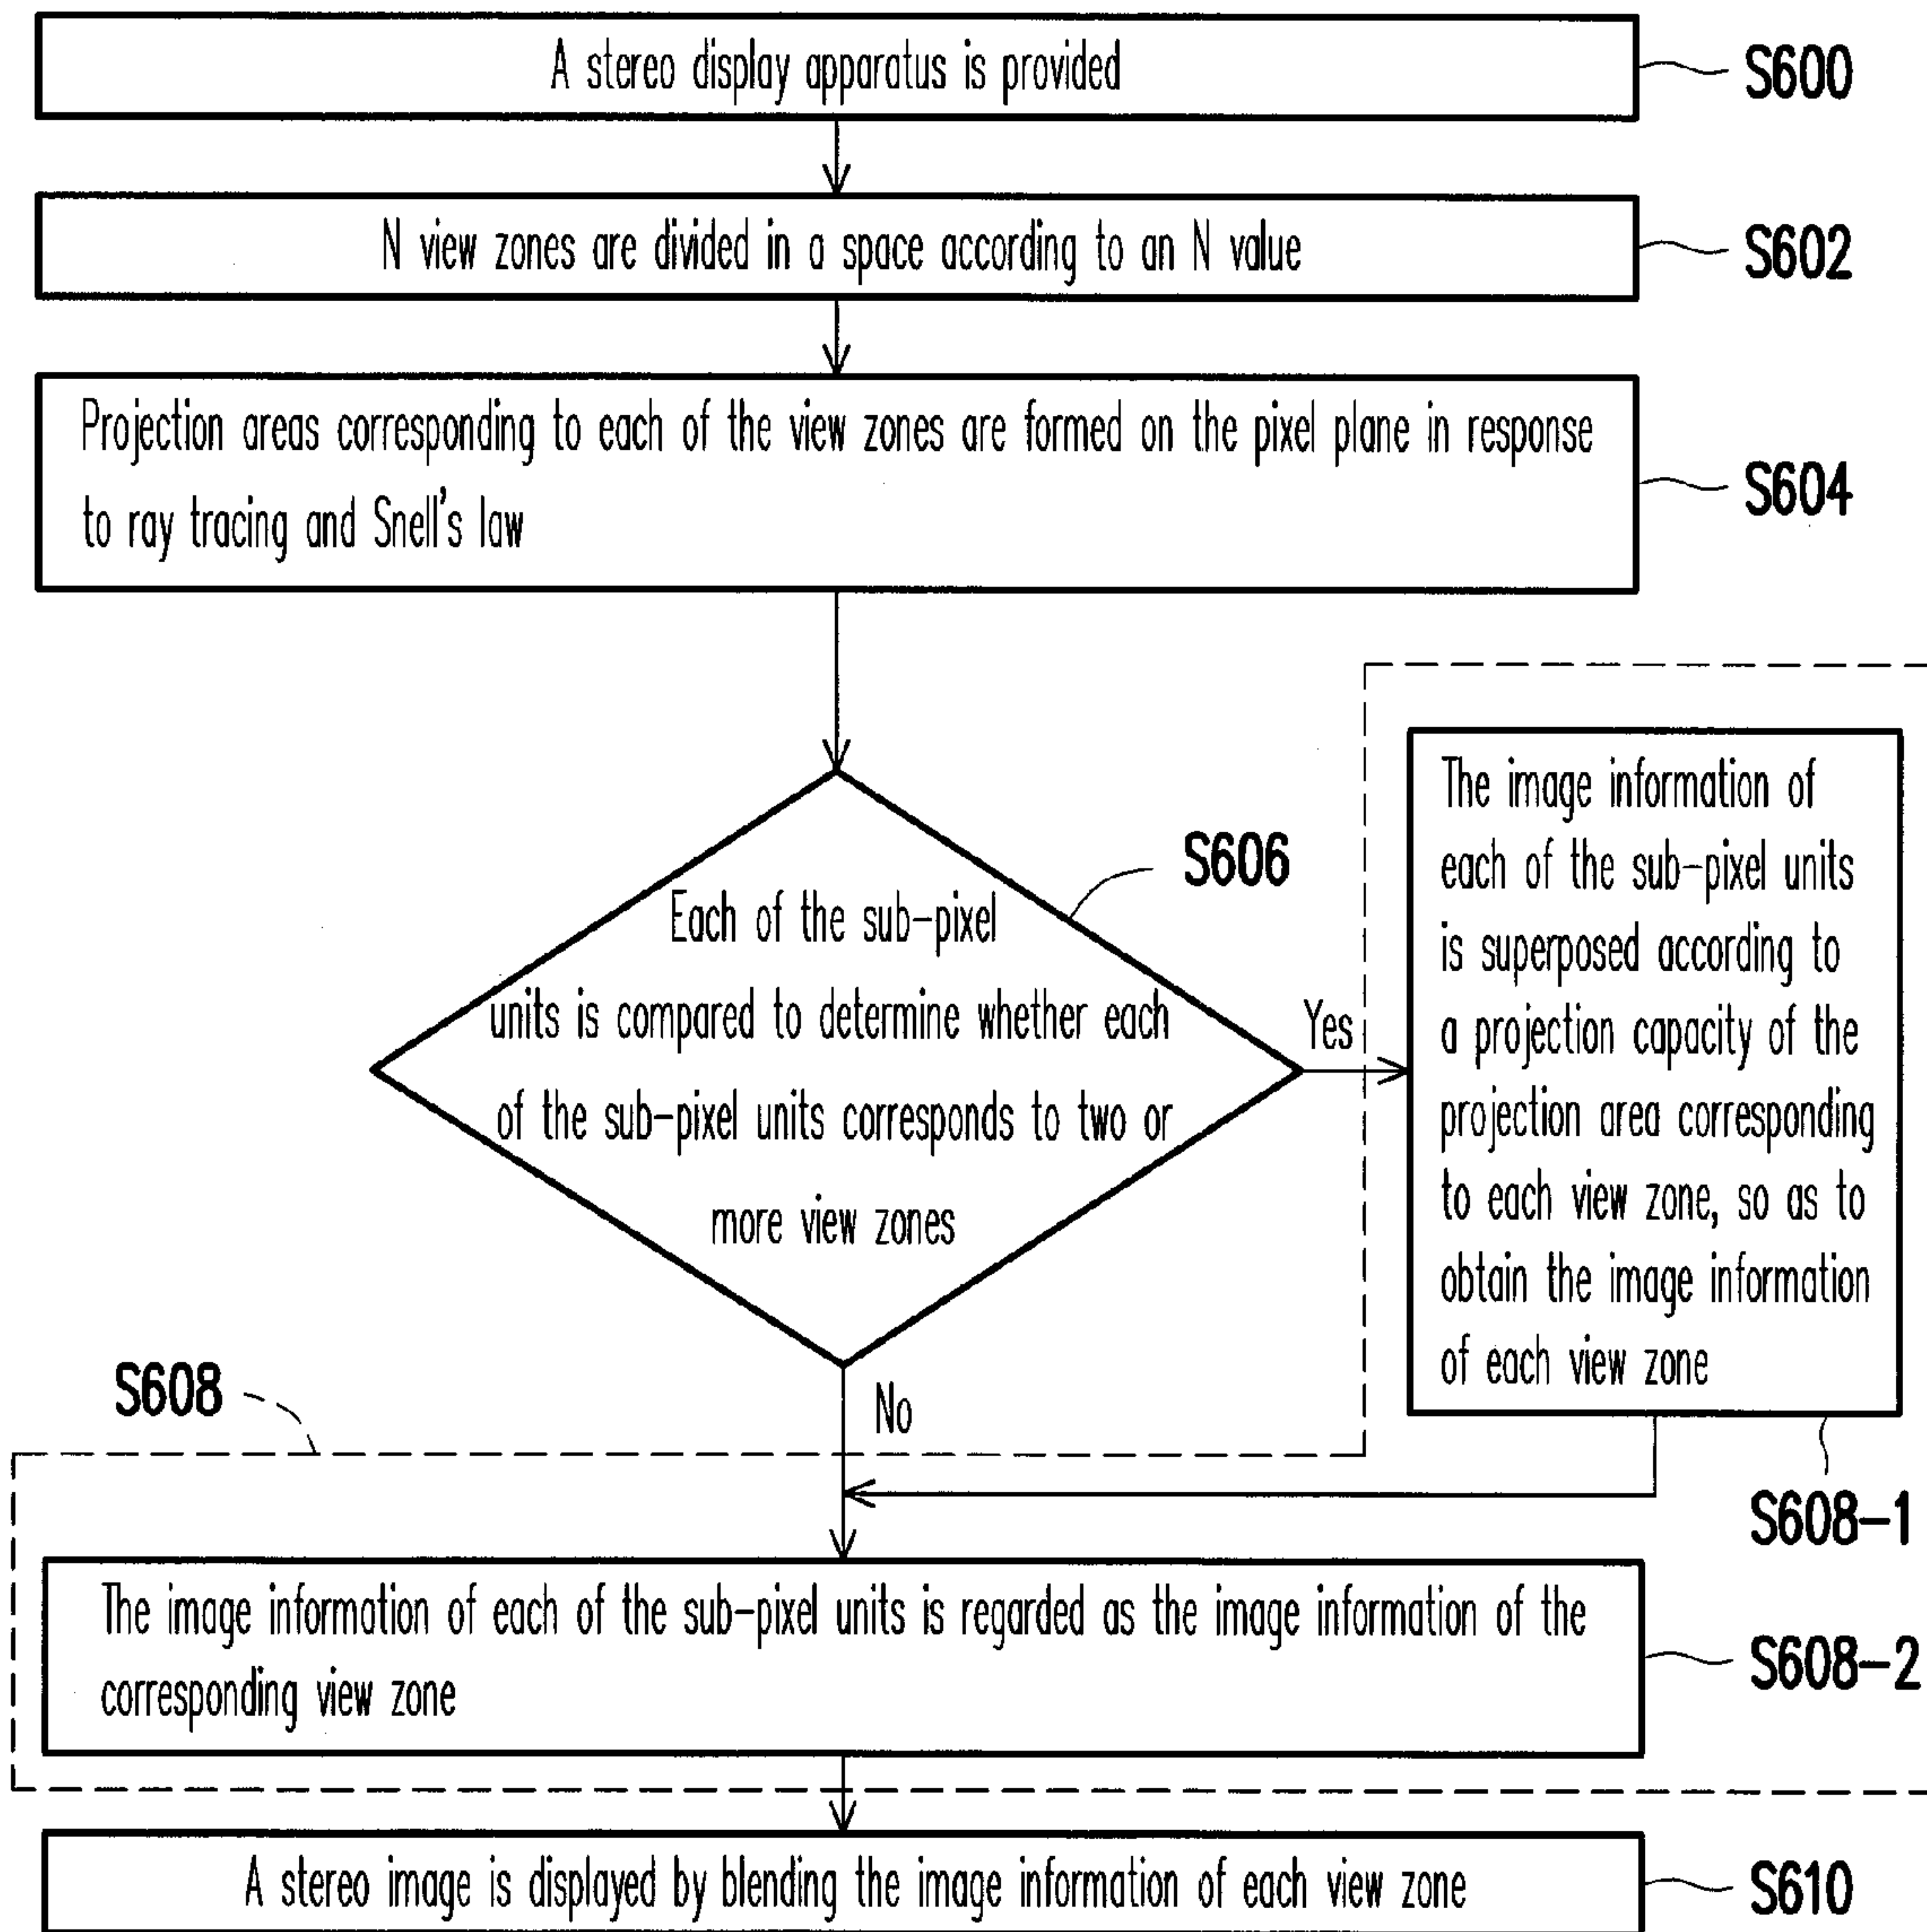 A stereo display apparatus is provided
S600
N view zones are divided in a space according to an N value
S602
Projection areas corresponding to each of the view zones are formed on the pixel plane in response
to ray tracing and Snell's law
S604
Each of the sub-pixel
units is compared to determine whether each
of the sub-pixel units corresponds to two or
more view zones
S606
Yes
The image information of
each of the sub-pixel units
is superposed according to
a projection capacity of the
projection area corresponding
to each view zone, so as to
obtain the image information
of each view zone
S608-1
No
S608
The image information of each of the sub-pixel units is regarded as the image information of the
corresponding view zone
S608-2
A stereo image is displayed by blending the image information of each view zone
S610